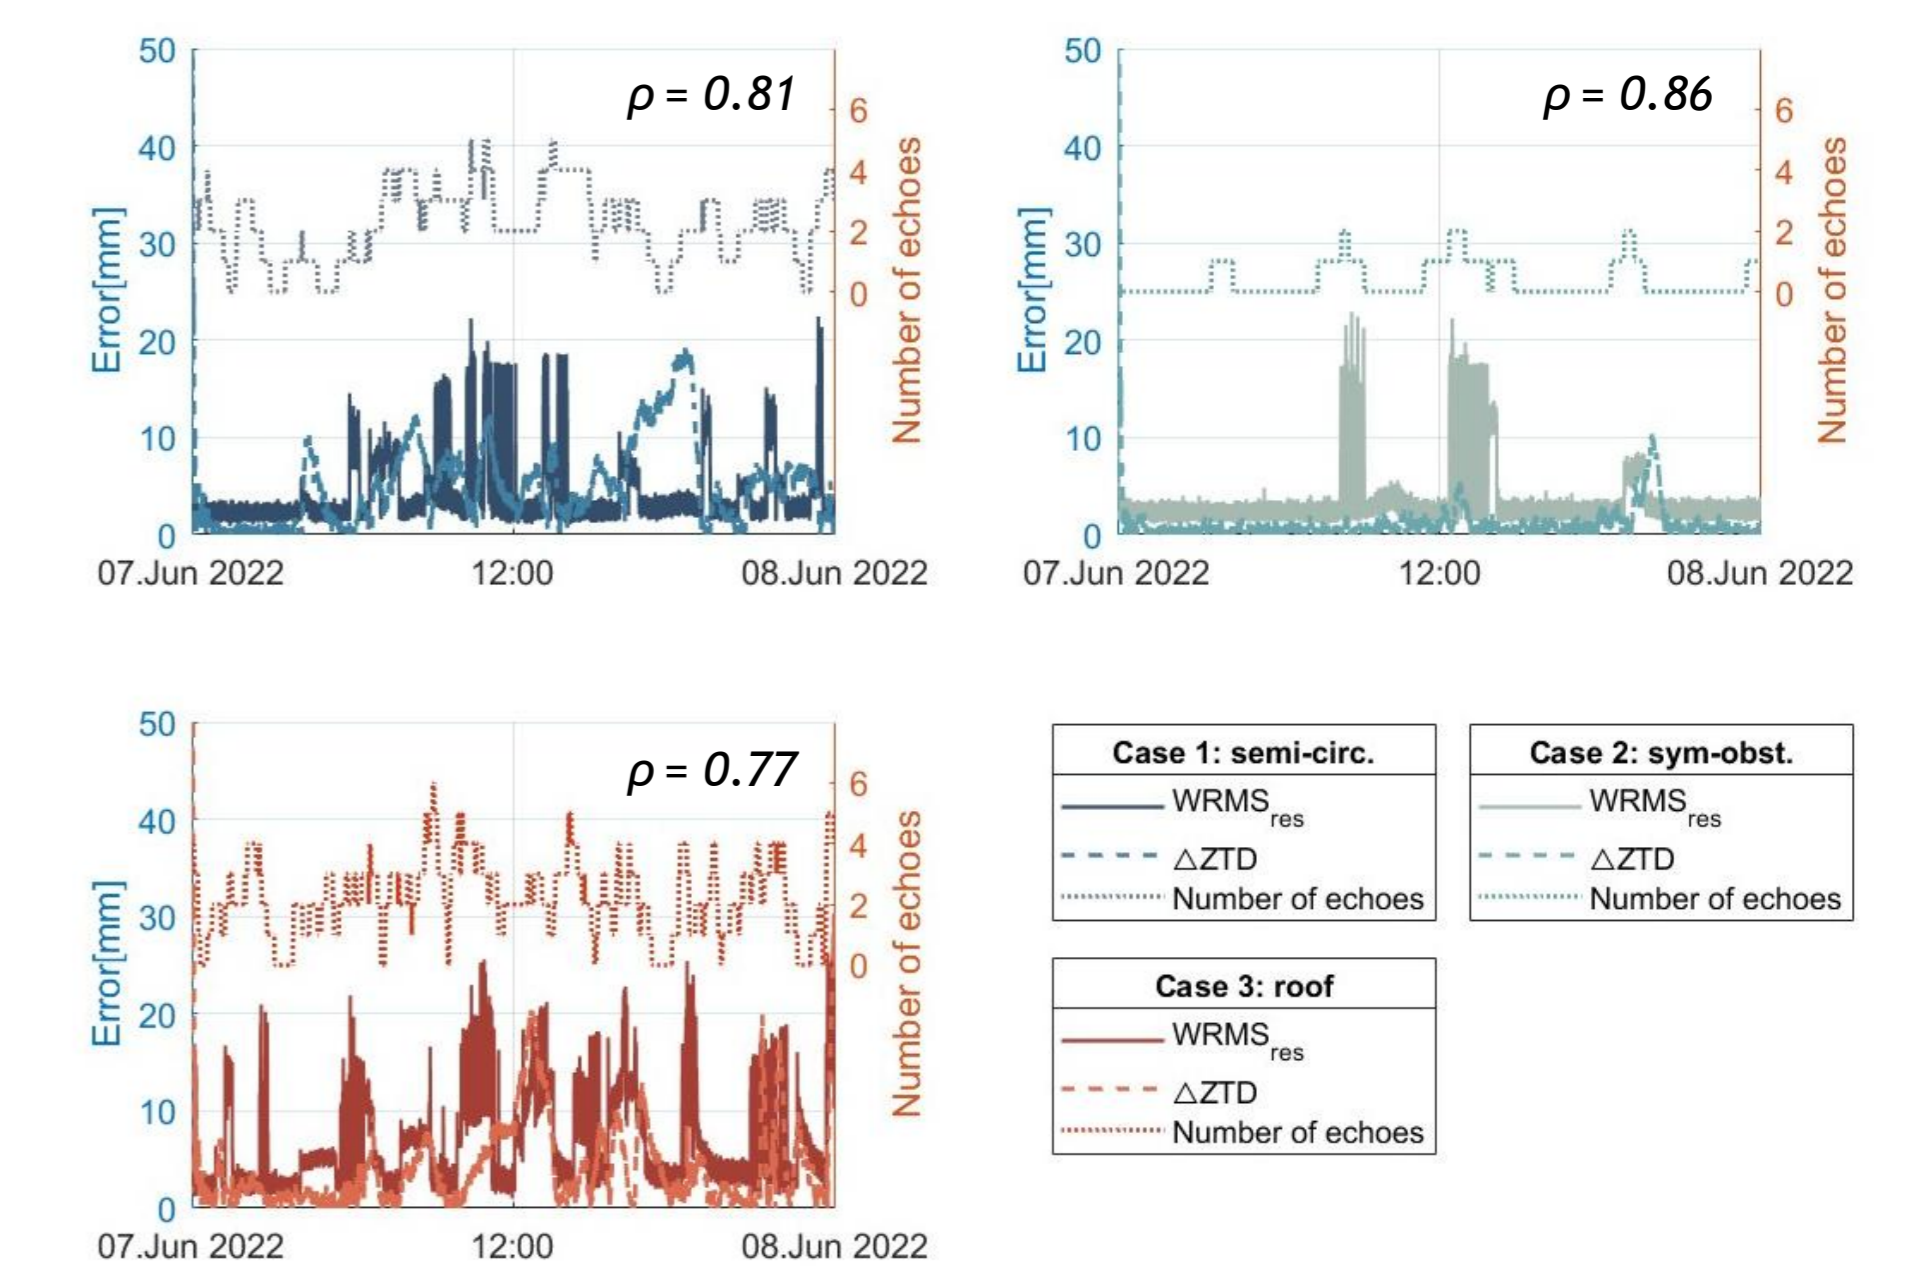 50
40
30
20
10
0
Error[mm]
ρ = 0.81
6
4
2
0
Number of echoes
07.Jun 2022
12:00
08.Jun 2022
50
40
30
20
10
0
Error[mm]
ρ = 0.86
6
4
2
0
Number of echoes
07.Jun 2022
12:00
08.Jun 2022
50
40
30
20
10
0
Error[mm]
ρ = 0.77
6
4
2
0
Number of echoes
07.Jun 2022
12:00
08.Jun 2022
Case 1: semi-circ.
WRMSres
△ZTD
Number of echoes
Case 2: sym-obst.
WRMSres
△ZTD
Number of echoes
Case 3: roof
WRMSres
△ZTD
Number of echoes